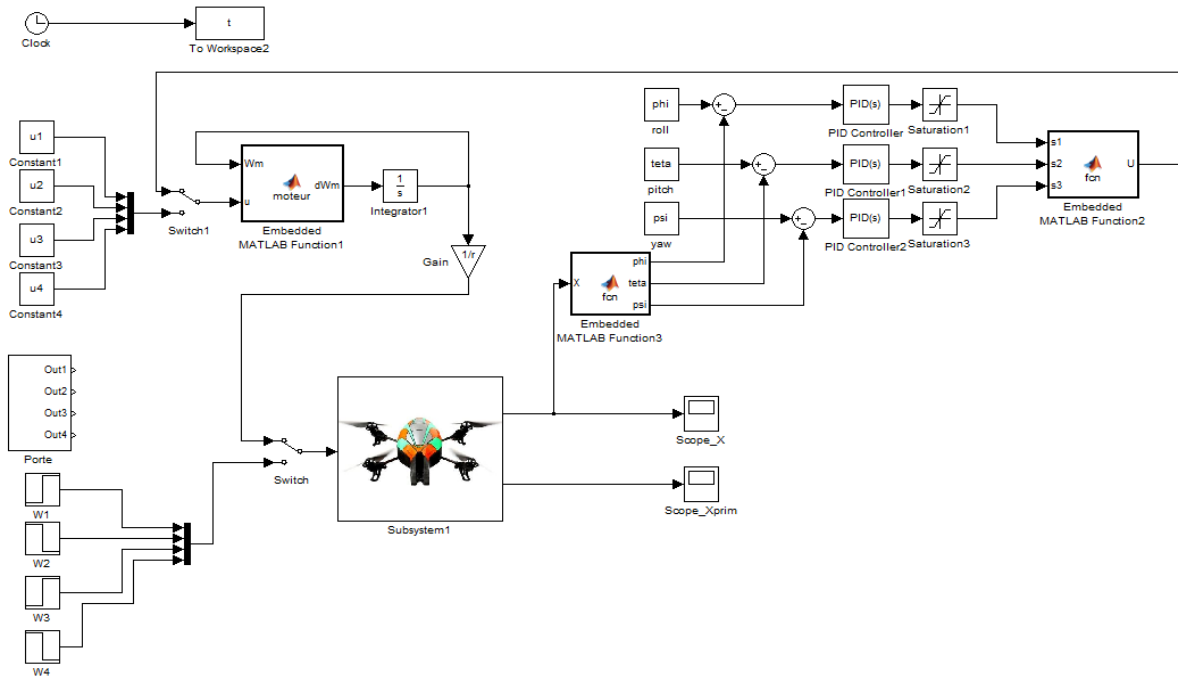 t
Clock
To Workspace2
u1
Constant1
u2
Constant2
u3
Constant3
u4
Constant4
Switch1
Wm
u
moteur
dWm
Embedded
MATLAB Function1
1
s
Integrator1
Gain
1/r
phi
roll
teta
pitch
psi
yaw
PID(s)
PID Controller
Saturation1
PID(s)
PID Controller1
Saturation2
PID(s)
PID Controller2
Saturation3
s1
s2
s3
fcn
U
Embedded
MATLAB Function2
X
fcn
phi
teta
psi
Embedded
MATLAB Function3
Out1
Out2
Out3
Out4
Porte
W1
W2
W3
W4
Switch
Subsystem1
Scope_X
Scope_Xprim